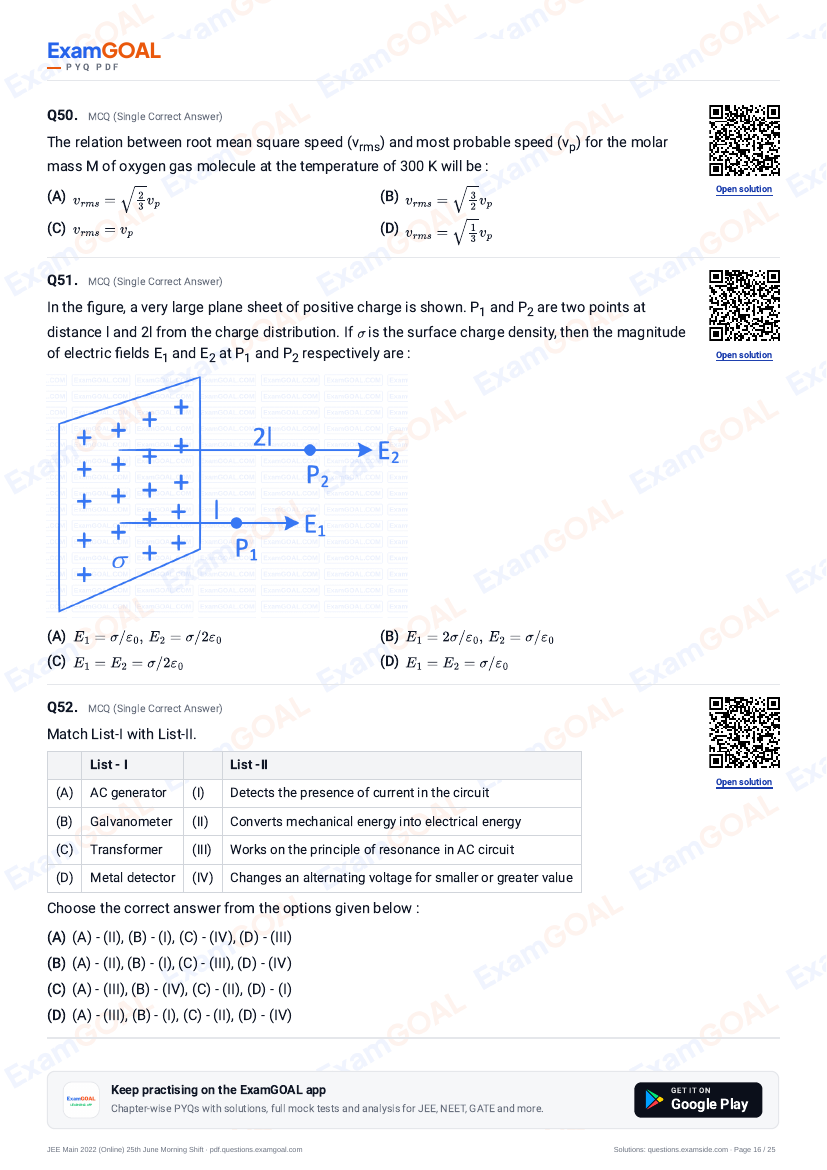 ExamGOAL
PYQ PDF
Q50. MCQ (Single Correct Answer)
The relation between root mean square speed (v_rms) and most probable speed (v_p) for the molar
mass M of oxygen gas molecule at the temperature of 300 K will be :
Open solution
(A) v_rms = √(2/3) v_p (B) v_rms = √(3/2) v_p
(C) v_rms = v_p (D) v_rms = √(1/3) v_p
Q51. MCQ (Single Correct Answer)
In the figure, a very large plane sheet of positive charge is shown. P₁ and P₂ are two points at
distance l and 2l from the charge distribution. If σ is the surface charge density, then the magnitude
of electric fields E₁ and E₂ at P₁ and P₂ respectively are :
Open solution
2l E₂
P₂
l E₁
P₁
σ
(A) E₁ = σ/ε₀, E₂ = σ/2ε₀ (B) E₁ = 2σ/ε₀, E₂ = σ/ε₀
(C) E₁ = E₂ = σ/2ε₀ (D) E₁ = E₂ = σ/ε₀
Q52. MCQ (Single Correct Answer)
Match List-I with List-II.
Open solution
List - I List -II
(A) AC generator (I) Detects the presence of current in the circuit
(B) Galvanometer (II) Converts mechanical energy into electrical energy
(C) Transformer (III) Works on the principle of resonance in AC circuit
(D) Metal detector (IV) Changes an alternating voltage for smaller or greater value
Choose the correct answer from the options given below :
(A) (A) - (II), (B) - (I), (C) - (IV), (D) - (III)
(B) (A) - (II), (B) - (I), (C) - (III), (D) - (IV)
(C) (A) - (III), (B) - (IV), (C) - (II), (D) - (I)
(D) (A) - (III), (B) - (I), (C) - (II), (D) - (IV)
ExamGOAL
Keep practising on the ExamGOAL app
Chapter-wise PYQs with solutions, full mock tests and analysis for JEE, NEET, GATE and more.
GET IT ON
Google Play
JEE Main 2022 (Online) 25th June Morning Shift · pdf.questions.examgoal.com
Solutions: questions.examside.com · Page 16 / 25